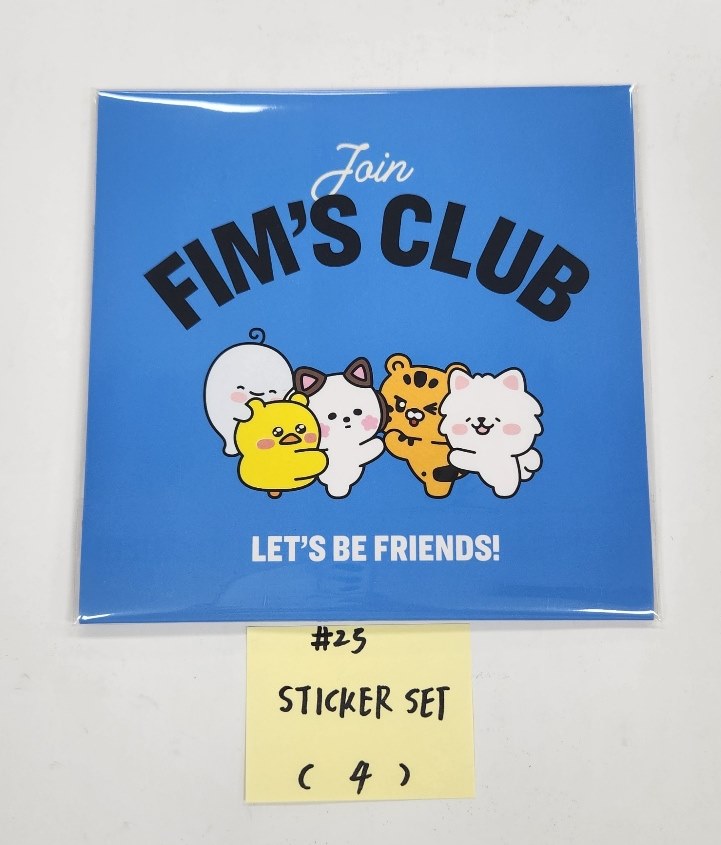 Join
FIM'S CLUB
LET'S BE FRIENDS!
#25
STICKER SET
( 4 )